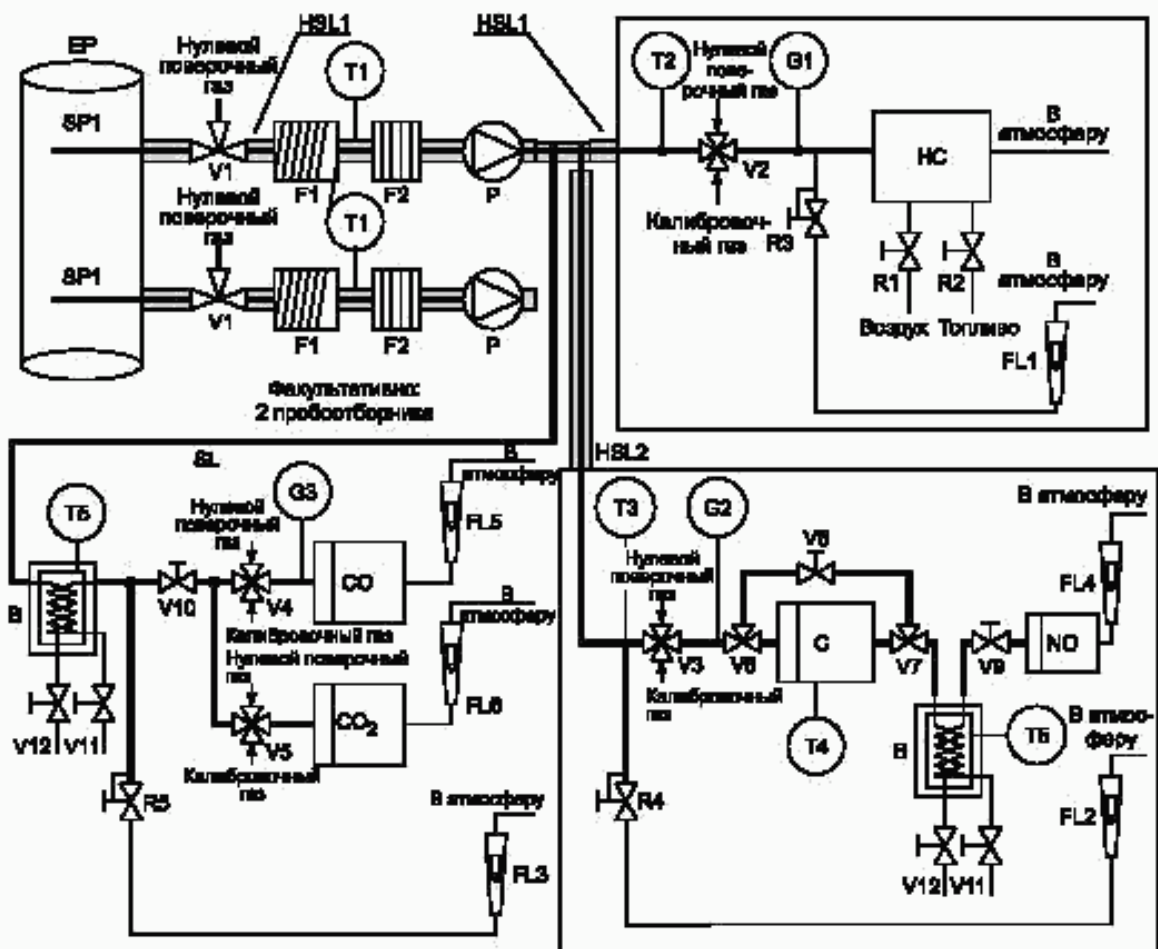 EP
HSL1
HSL1
Нулевой
поверочный
газ
SP1
V1
T1
F1
F2
P
Нулевой
поверочный
газ
T1
SP1
V1
F1
F2
P
Факультативно:
2 пробоотборника
T2
Нулевой
пове-
рочный газ
G1
V2
Калибровоч-
ный газ
R3
HC
В
атмосферу
R1
R2
Воздух
Топливо
В
атмосферу
FL1
SL
HSL2
T5
Нулевой
поверочный
газ
G3
В
атмосферу
FL5
B
V10
V4
CO
Калибровочный газ
Нулевой поверочный
газ
В
атмосферу
FL6
V5
CO2
Калибровочный
газ
V12
V11
R5
В атмосферу
FL3
T3
G2
Нулевой
поверочный
газ
V8
V3
V6
C
V7
Калибровочный
газ
T4
V9
NO
FL4
В атмосферу
B
T5
R4
V12
V11
В атмос-
феру
FL2